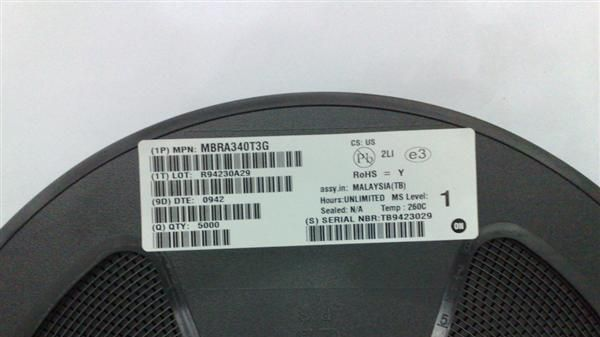 (1P) MPN: MBRA340T3G
(1T) LOT: R94230A29
(9D) DTE: 0942
(Q) QTY: 5000
CS: US
Pb 2LI e3
RoHS = Y
assy.in: MALAYSIA(TB)
Hours:UNLIMITED MS Level: 1
Sealed: N/A Temp: 260C
(S) SERIAL NBR:TB9423029
ON